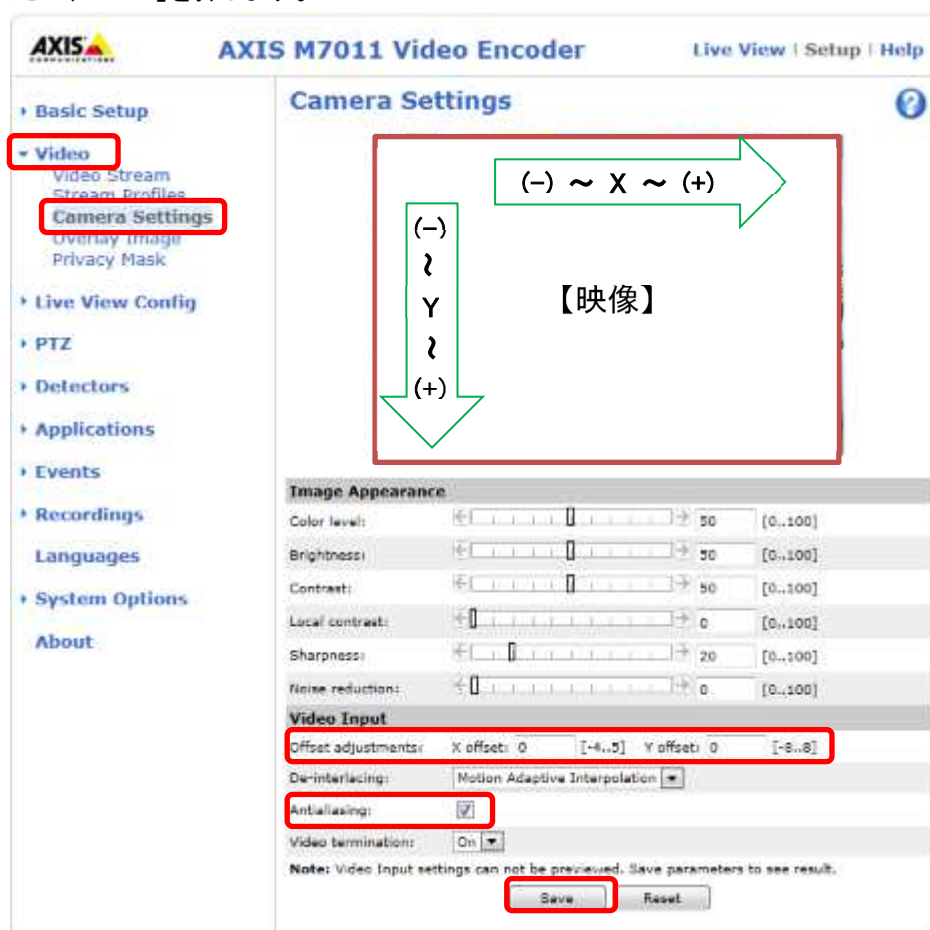 AXIS
COMMUNICATIONS
AXIS M7011 Video Encoder
Live View | Setup | Help
Basic Setup
Video
Video Stream
Stream Profiles
Camera Settings
Overlay Image
Privacy Mask
Live View Config
PTZ
Detectors
Applications
Events
Recordings
Languages
System Options
About
Camera Settings
?
(-) ～ X ～ (+)
(-)
～
Y
～
(+)
【映像】
Image Appearance
Color level: 50 [0..100]
Brightness: 50 [0..100]
Contrast: 50 [0..100]
Local contrast: 0 [0..100]
Sharpness: 20 [0..100]
Noise reduction: 0 [0..100]
Video Input
Offset adjustments: X offset: 0 [-4..5] Y offset: 0 [-8..8]
De-interlacing: Motion Adaptive Interpolation
Antialiasing:
Video termination: On
Note: Video Input settings can not be previewed. Save parameters to see result.
Save Reset